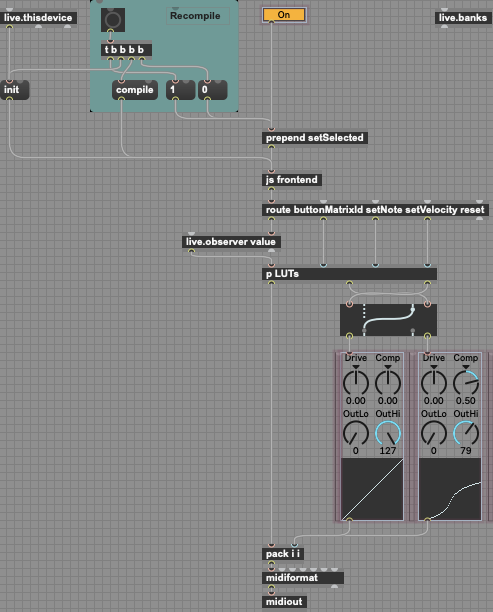 live.thisdevice
Recompile
On
live.banks
t b b b b
init
compile
1
0
prepend setSelected
js frontend
route buttonMatrixId setNote setVelocity reset
live.observer value
p LUTs
Drive Comp
Drive Comp
0.00 0.00
0.00 0.50
OutLo OutHi
OutLo OutHi
0 127
0 79
pack i i
midiformat
midiout